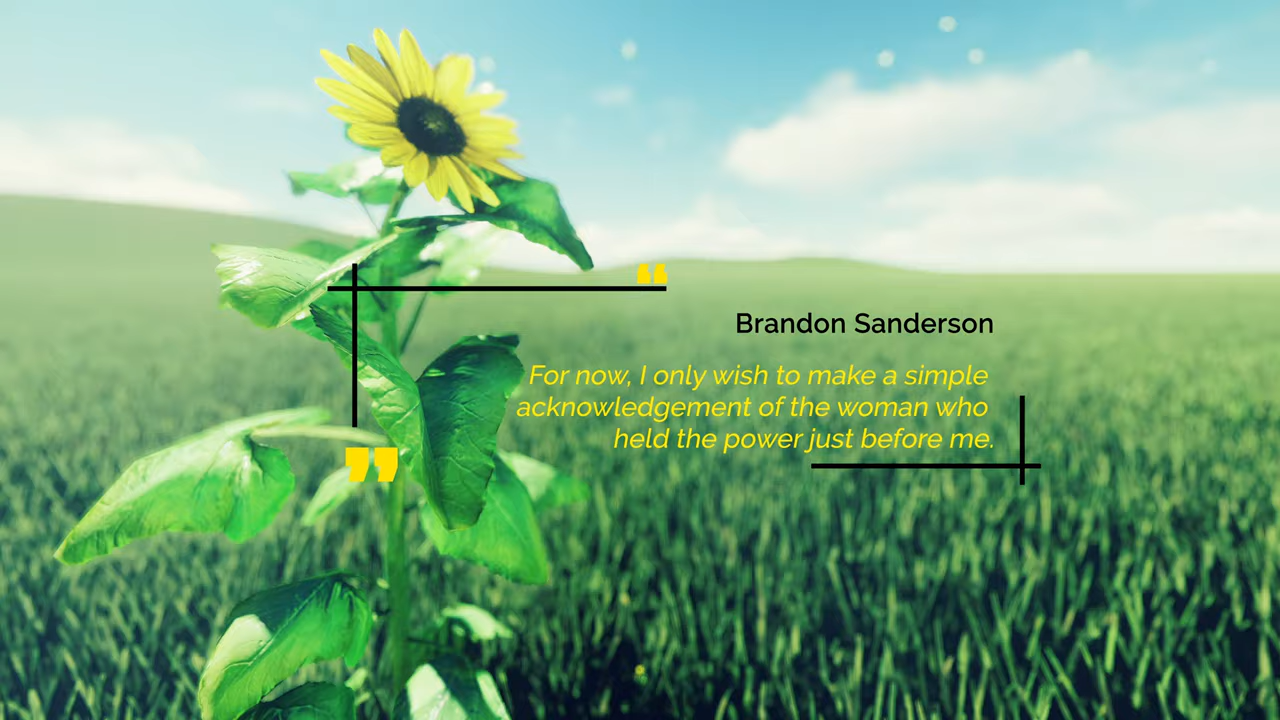 “
Brandon Sanderson
For now, I only wish to make a simple
acknowledgement of the woman who
held the power just before me.
”